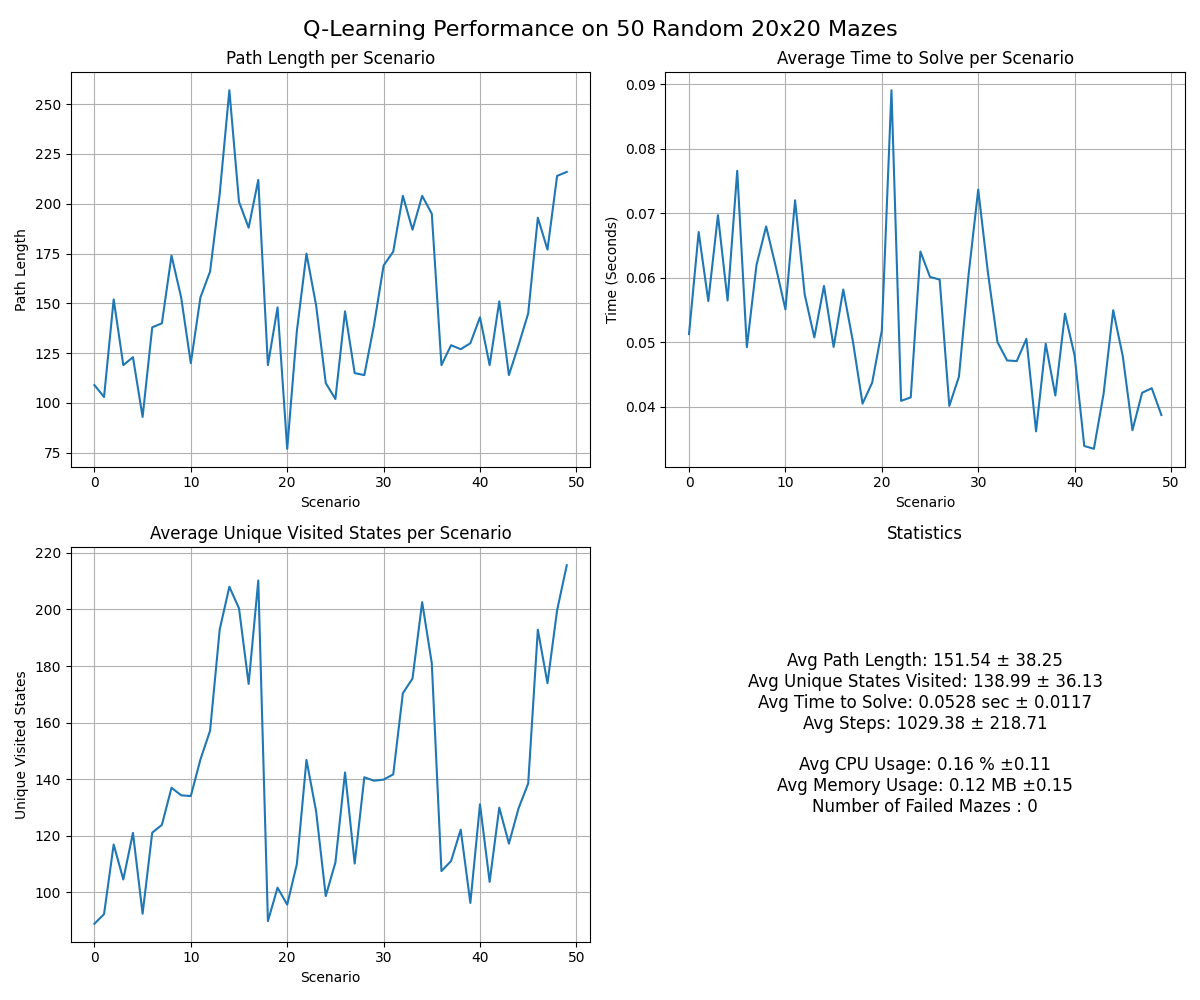 Q-Learning Performance on 50 Random 20x20 Mazes
Path Length per Scenario
250
225
200
175
150
125
100
75
Path Length
0 10 20 30 40 50
Scenario
Average Time to Solve per Scenario
0.09
0.08
0.07
0.06
0.05
0.04
Time (Seconds)
0 10 20 30 40 50
Scenario
Average Unique Visited States per Scenario
220
200
180
160
140
120
100
Unique Visited States
0 10 20 30 40 50
Scenario
Statistics
Avg Path Length: 151.54 ± 38.25
Avg Unique States Visited: 138.99 ± 36.13
Avg Time to Solve: 0.0528 sec ± 0.0117
Avg Steps: 1029.38 ± 218.71
Avg CPU Usage: 0.16 % ±0.11
Avg Memory Usage: 0.12 MB ±0.15
Number of Failed Mazes : 0